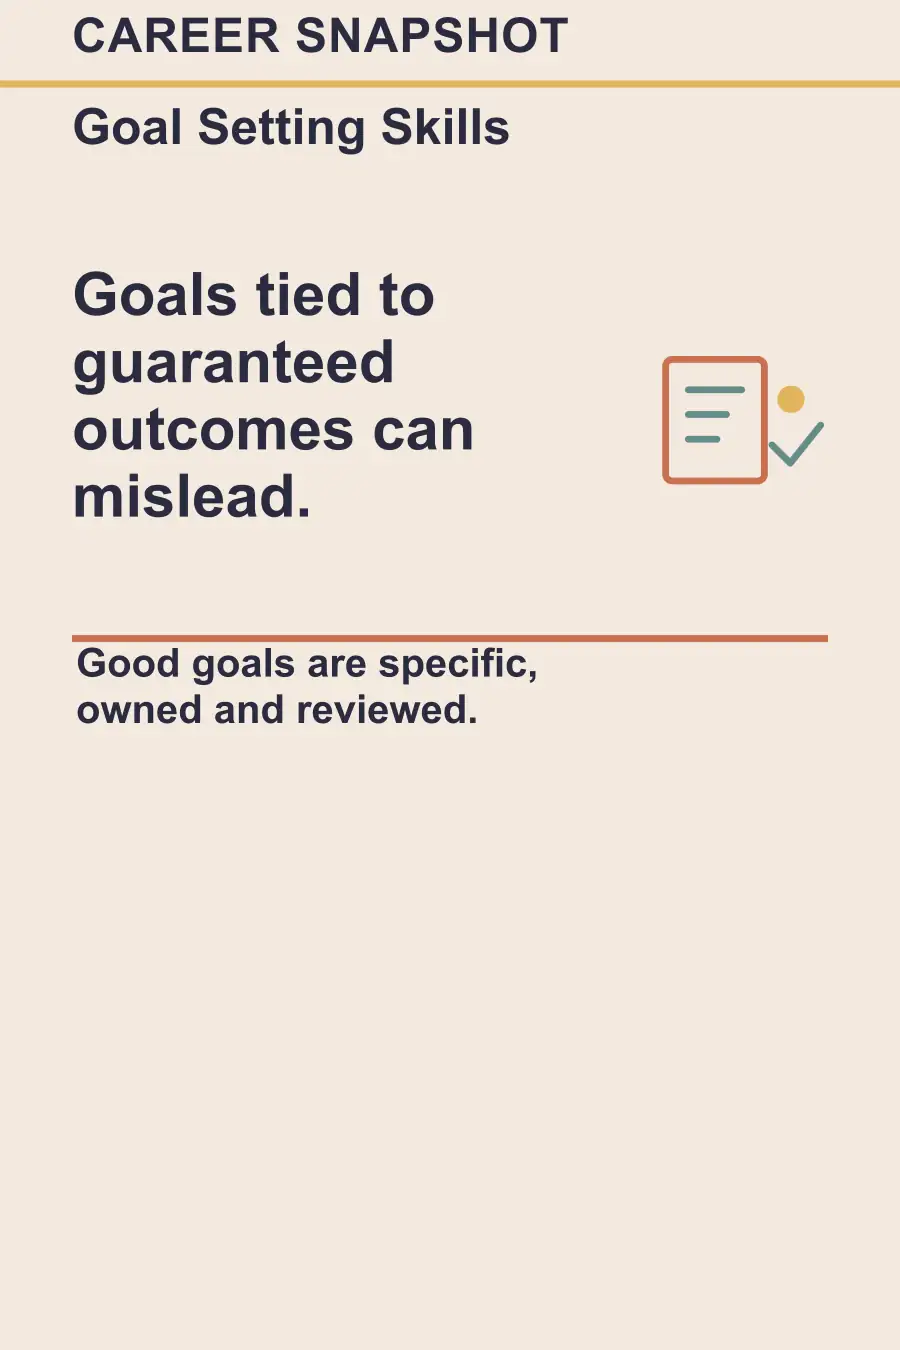 CAREER SNAPSHOT
Goal Setting Skills
Goals tied to
guaranteed
outcomes can
mislead.
Good goals are specific,
owned and reviewed.